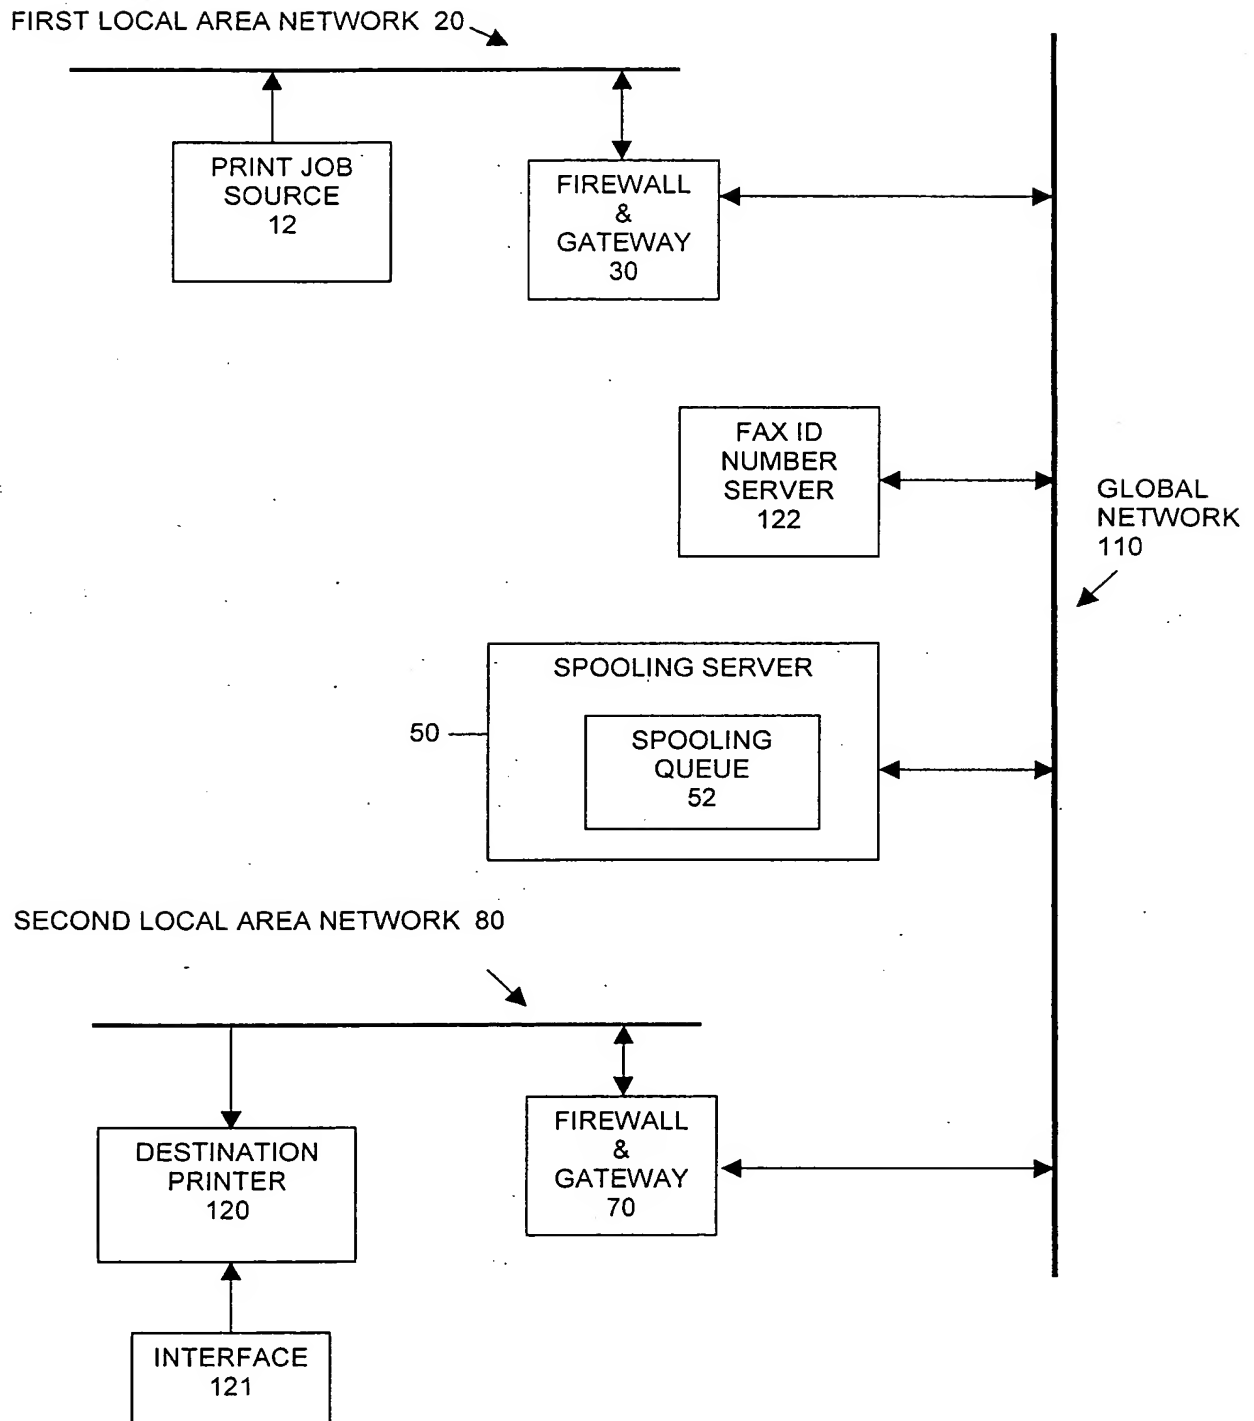 FIRST LOCAL AREA NETWORK 20
PRINT JOB
SOURCE
12
FIREWALL
&
GATEWAY
30
FAX ID
NUMBER
SERVER
122
GLOBAL
NETWORK
110
SPOOLING SERVER
50
SPOOLING
QUEUE
52
SECOND LOCAL AREA NETWORK 80
DESTINATION
PRINTER
120
FIREWALL
&
GATEWAY
70
INTERFACE
121